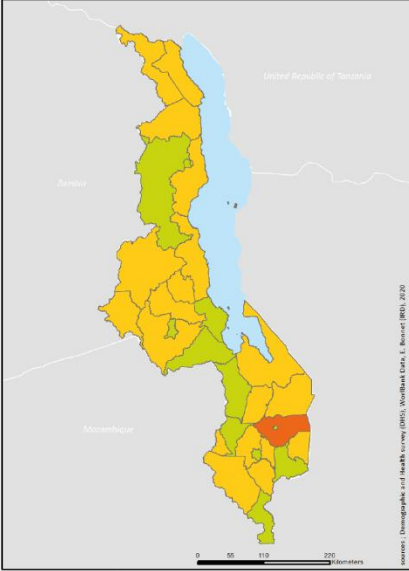 United Republic of Tanzania
Zambia
Mozambique
0 55 110 220
Kilometers
sources : Demographic and Health survey (DHS), WorlBank Data, E. Bonnet (IRD), 2020